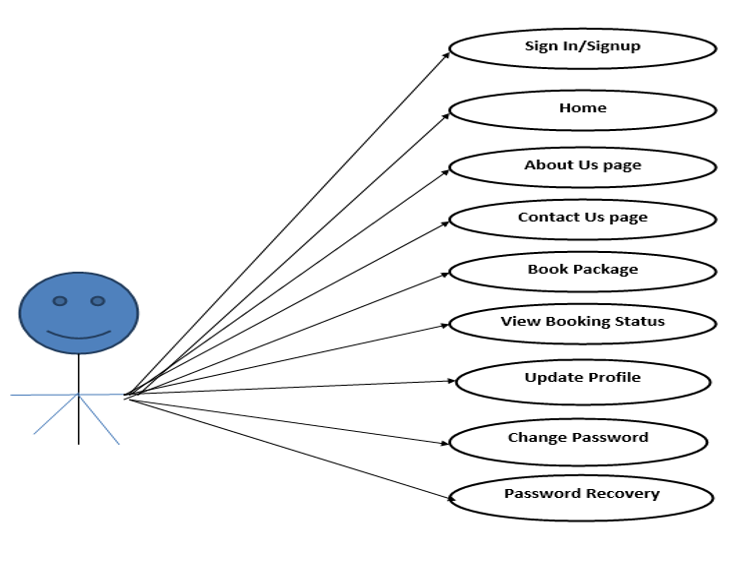 Sign In/Signup
Home
About Us page
Contact Us page
Book Package
View Booking Status
Update Profile
Change Password
Password Recovery